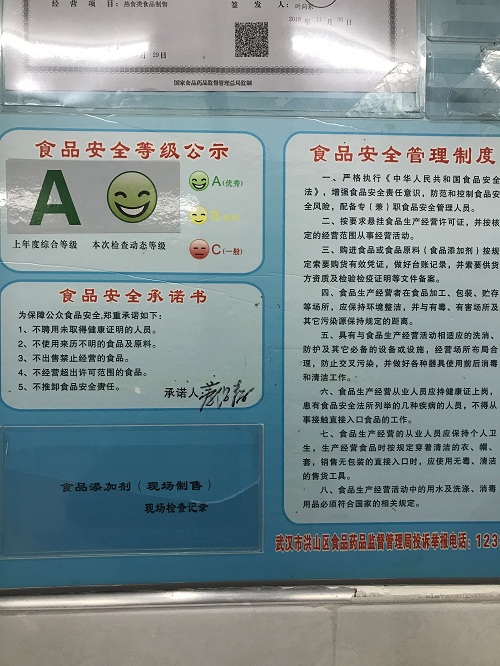 经 营 项 目： 热食类食品制售
签 发 人：
2016 年 11 月 30 日
月 29 日
国家食品药品监督管理总局监制
食品安全等级公示
A
A(优秀)
B(良好)
C(一般)
上年度综合等级 本次检查动态等级
食品安全承诺书
为保障公众食品安全,郑重承诺如下：
1、不聘用未取得健康证明的人员。
2、不使用来历不明的食品及原料。
3、不出售禁止经营的食品。
4、不经营超出许可范围的食品。
5、不推卸食品安全责任。
承诺人
食品添加剂（现场制售）
现场检查记录
食品安全管理制度
一、严格执行《中华人民共和国食品安全
法》，增强食品安全责任意识，防范和控制食品安
全风险，配备专（兼）职食品安全管理人员。
二、按要求悬挂食品生产经营许可证，并按核
定的经营范围从事经营活动。
三、购进食品或食品原料（食品添加剂）按规
定索要购货有效凭证，做好台账记录，并索要供货
方资质及检验检疫证明等文件备案。
四、食品生产经营者在食品加工、包装、贮存
等场所，应保持环境整洁，并与有毒、有害场所及
其它污染源保持规定的距离。
五、具有与食品生产经营活动相适应的洗消、
防护及其它必备的设备或设施，经营场所布局合
理，防止交叉污染，并做好各种器具使用前后消毒
和清洁工作。
六、食品生产经营从业人员应持健康证上岗，
患有食品安全法所列举的几种疾病的人员，不得从
事接触直接入口食品的工作。
七、食品生产经营的从业人员应保持个人卫
生，生产经营食品时按规定穿着清洁的衣、帽、
套，销售无包装的直接入口时，应使用无毒、清洁
的售货工具。
八、食品生产经营活动中的用水及洗涤、消毒
用品必须符合国家的相关规定。
武汉市洪山区食品药品监督管理局投诉举报电话：123